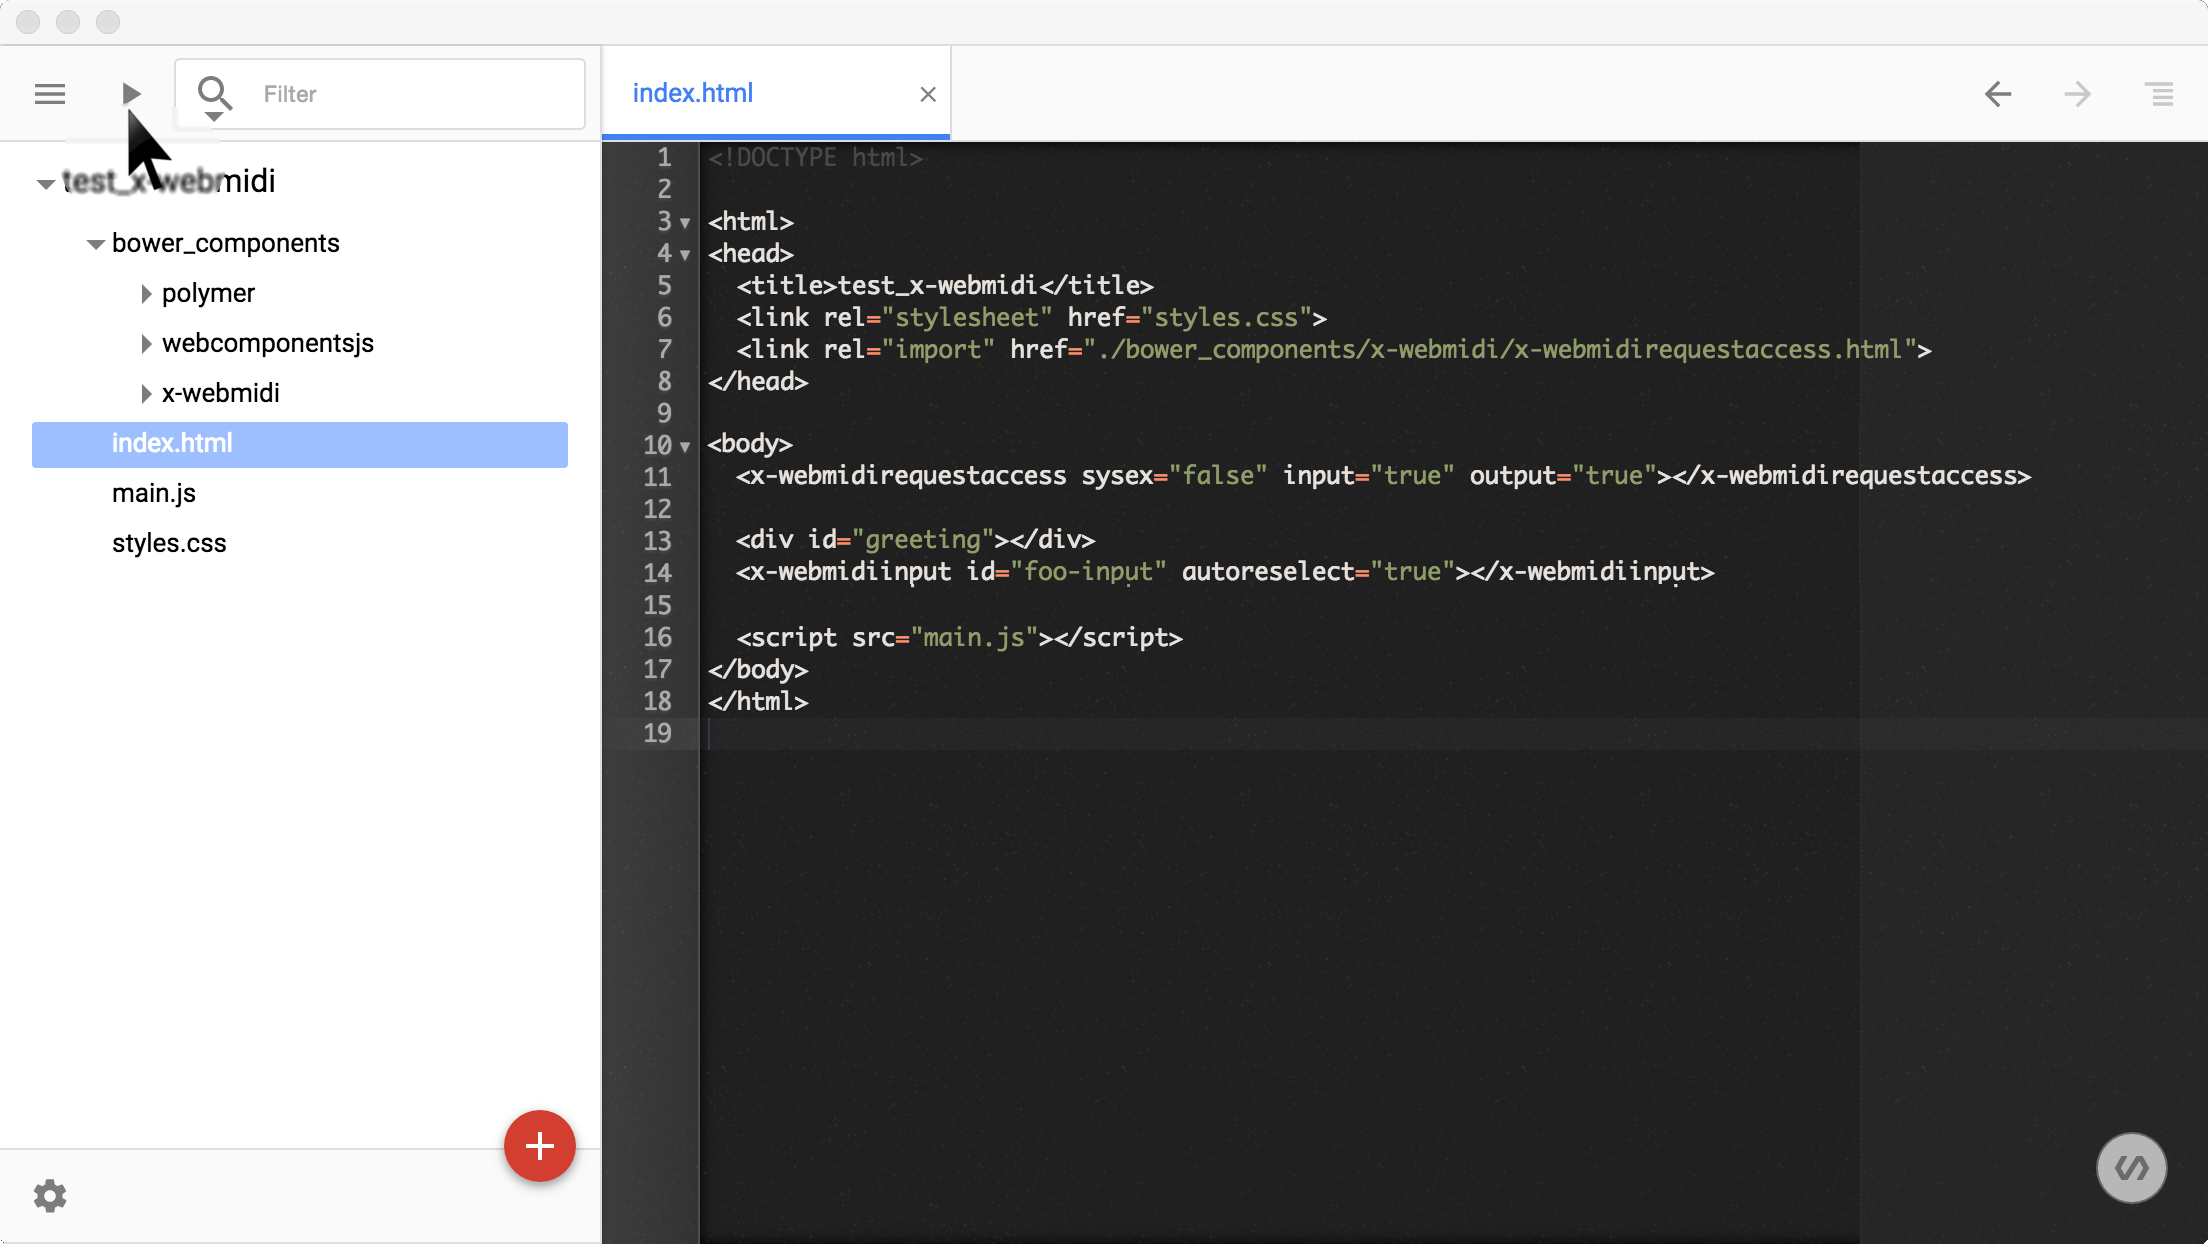 Filter
index.html
test_x-webmidi
bower_components
polymer
webcomponentsjs
x-webmidi
index.html
main.js
styles.css
1 <!DOCTYPE html>
2
3 <html>
4 <head>
5 <title>test_x-webmidi</title>
6 <link rel="stylesheet" href="styles.css">
7 <link rel="import" href="./bower_components/x-webmidi/x-webmidirequestaccess.html">
8 </head>
9
10 <body>
11 <x-webmidirequestaccess sysex="false" input="true" output="true"></x-webmidirequestaccess>
12
13 <div id="greeting"></div>
14 <x-webmidiinput id="foo-input" autoreselect="true"></x-webmidiinput>
15
16 <script src="main.js"></script>
17 </body>
18 </html>
19